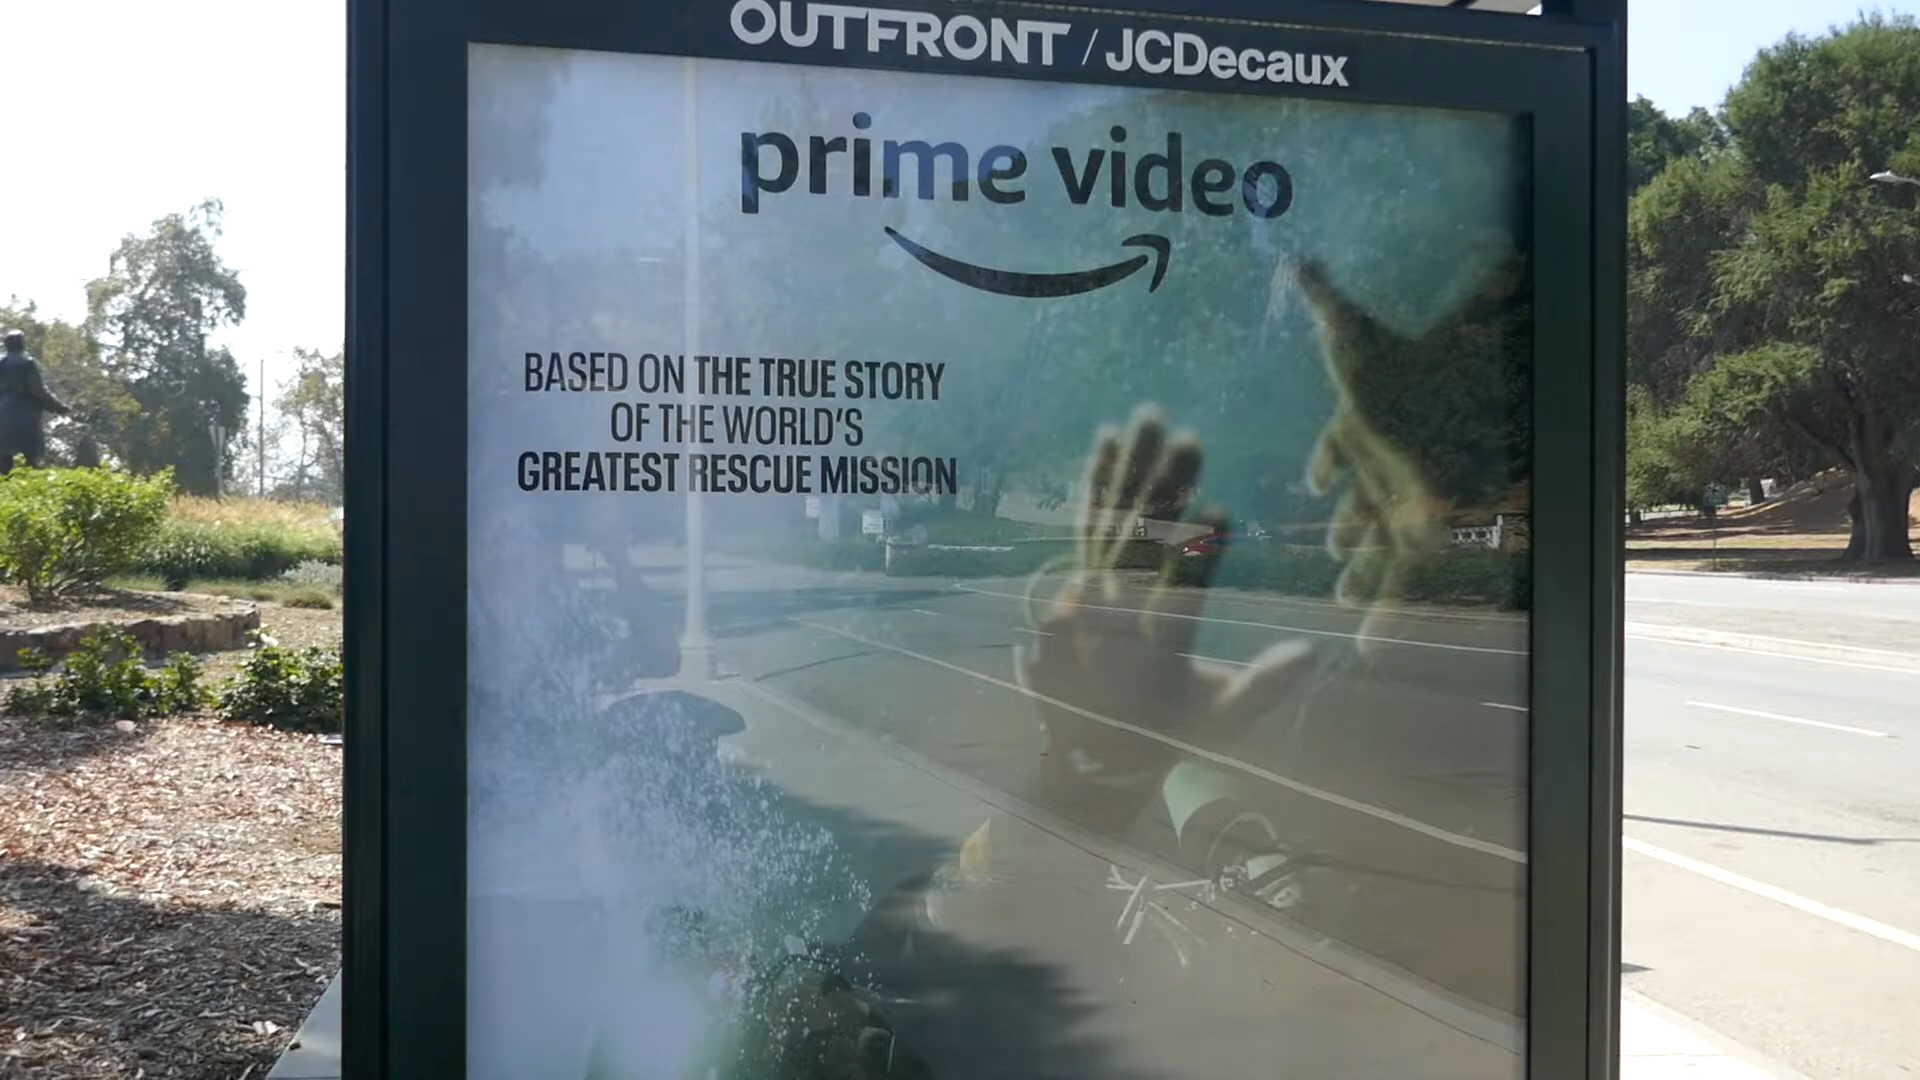 OUTFRONT / JCDecaux
prime video
BASED ON THE TRUE STORY
OF THE WORLD'S
GREATEST RESCUE MISSION